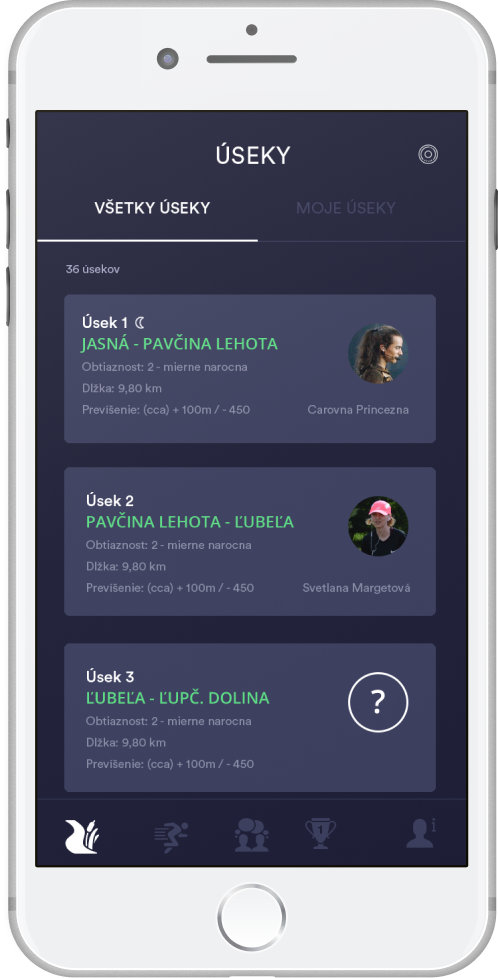 ÚSEKY
VŠETKY ÚSEKY
MOJE ÚSEKY
36 úsekov
Úsek 1
JASNÁ - PAVČINA LEHOTA
Obtiaznost: 2 - mierne narocna
Dlžka: 9,80 km
Prevíšenie: (cca) + 100m / - 450
Carovna Princezna
Úsek 2
PAVČINA LEHOTA - ĽUBEĽA
Obtiaznost: 2 - mierne narocna
Dlžka: 9,80 km
Prevíšenie: (cca) + 100m / - 450
Svetlana Margetová
Úsek 3
ĽUBEĽA - ĽUPČ. DOLINA
Obtiaznost: 2 - mierne narocna
Dlžka: 9,80 km
Prevíšenie: (cca) + 100m / - 450
?
1
i